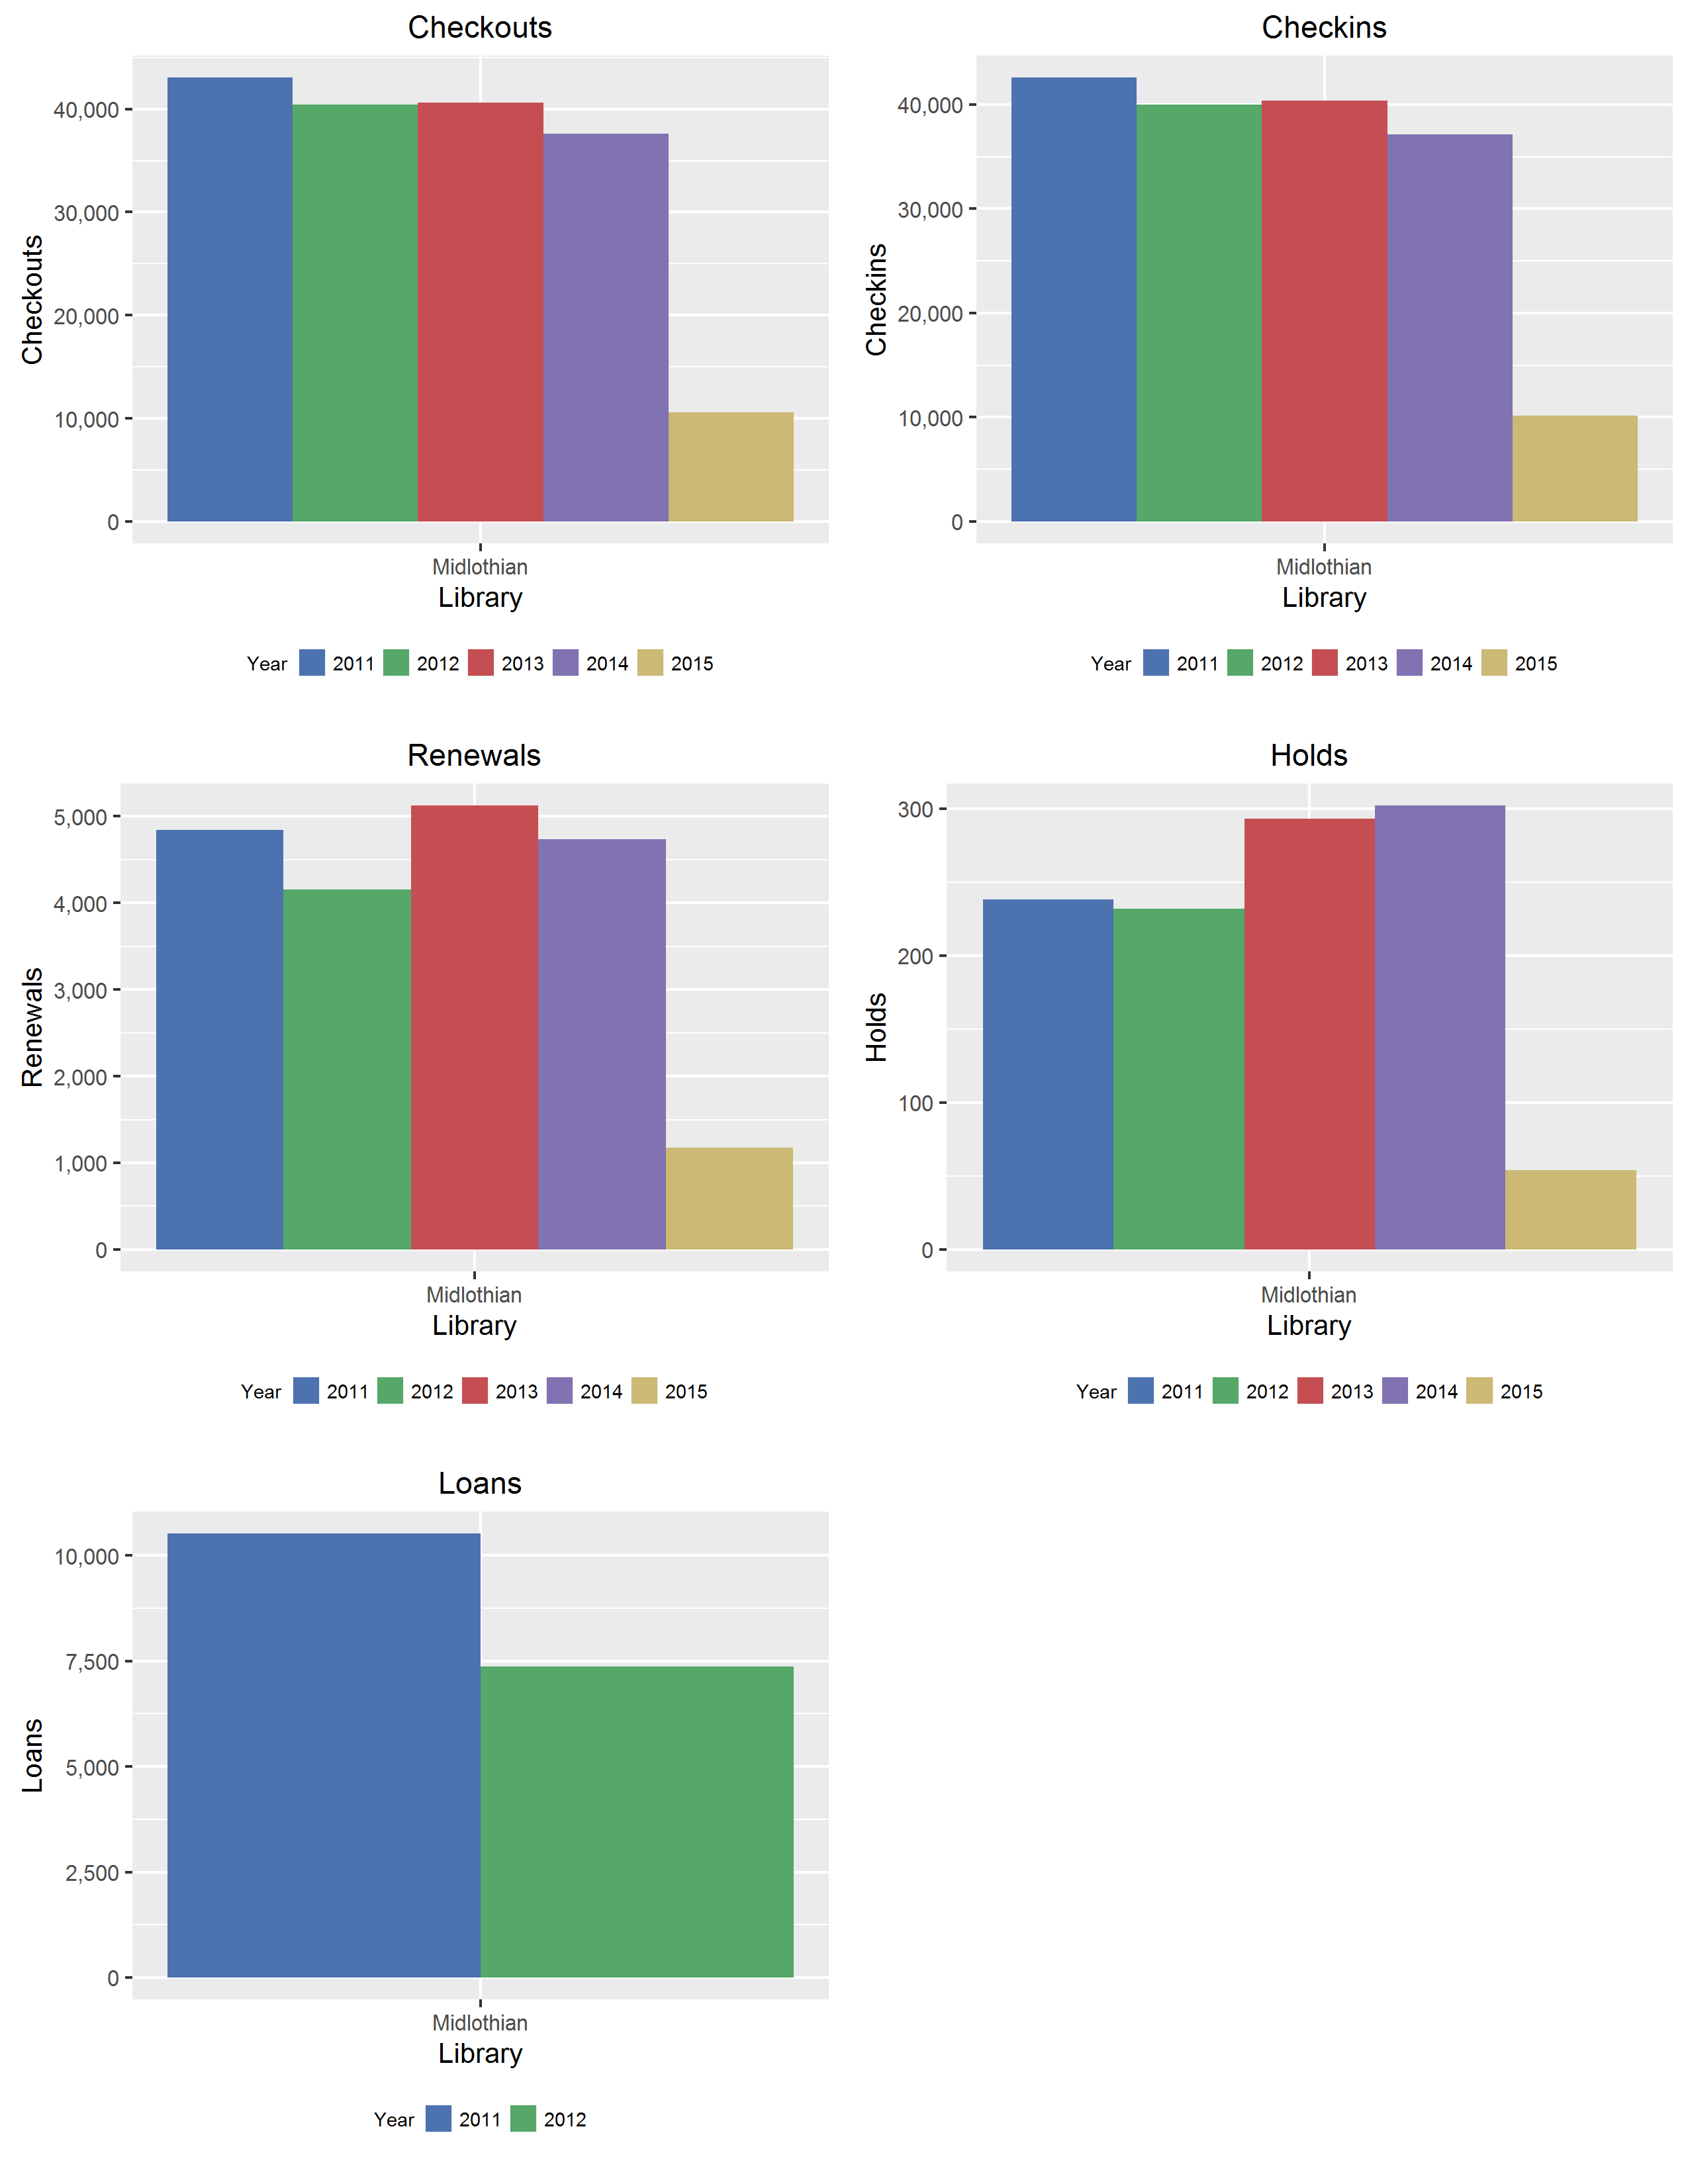 Checkouts
Checkouts
40,000
30,000
20,000
10,000
0
Midlothian
Library
Year 2011 2012 2013 2014 2015
Checkins
Checkins
40,000
30,000
20,000
10,000
0
Midlothian
Library
Year 2011 2012 2013 2014 2015
Renewals
Renewals
5,000
4,000
3,000
2,000
1,000
0
Midlothian
Library
Year 2011 2012 2013 2014 2015
Holds
Holds
300
200
100
0
Midlothian
Library
Year 2011 2012 2013 2014 2015
Loans
Loans
10,000
7,500
5,000
2,500
0
Midlothian
Library
Year 2011 2012